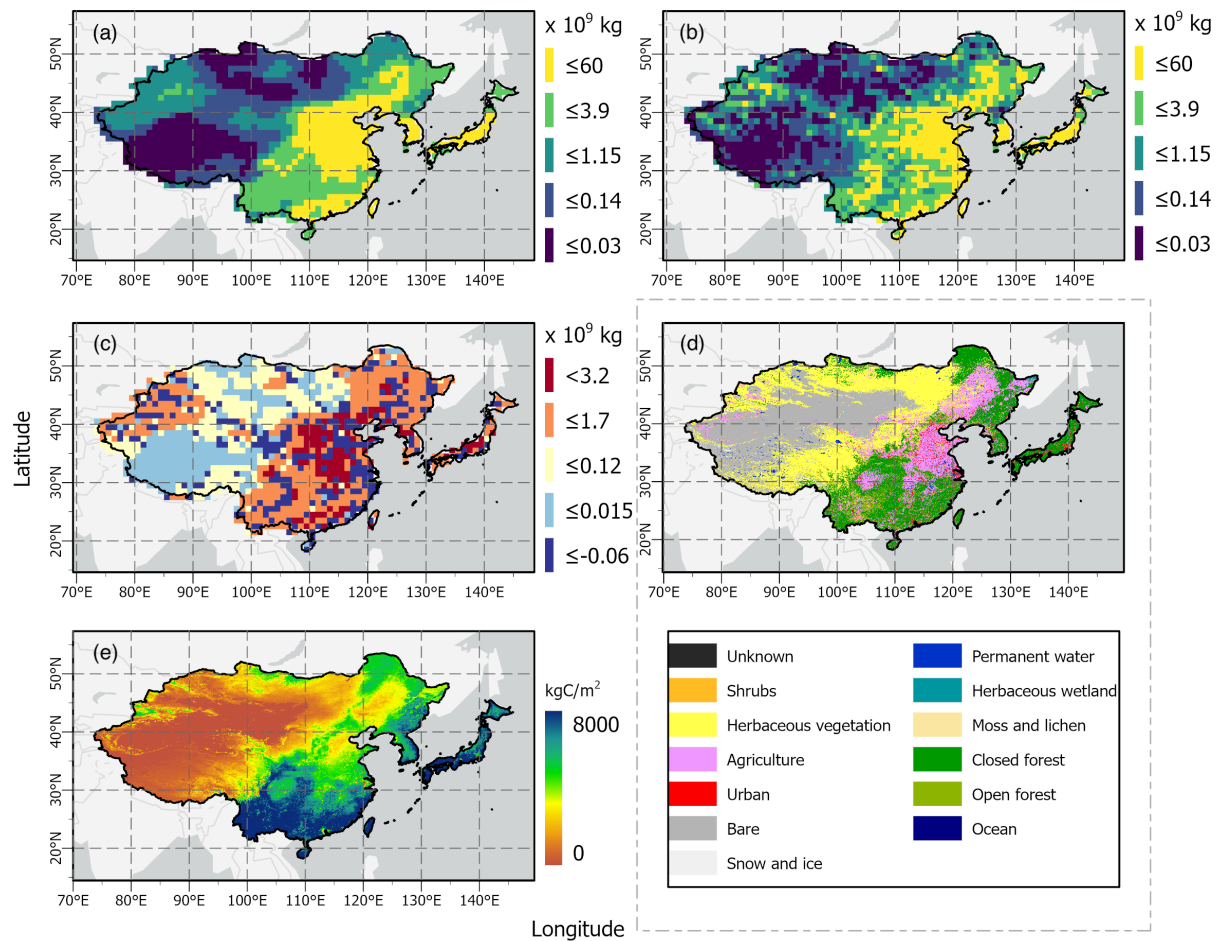 (a)
x 10⁹ kg
≤60
≤3.9
≤1.15
≤0.14
≤0.03
50°N
40°N
30°N
20°N
70°E 80°E 90°E 100°E 110°E 120°E 130°E 140°E
(b)
x 10⁹ kg
≤60
≤3.9
≤1.15
≤0.14
≤0.03
50°N
40°N
30°N
20°N
70°E 80°E 90°E 100°E 110°E 120°E 130°E 140°E
Latitude
(c)
x 10⁹ kg
<3.2
≤1.7
≤0.12
≤0.015
≤-0.06
50°N
40°N
30°N
20°N
70°E 80°E 90°E 100°E 110°E 120°E 130°E 140°E
(d)
50°N
40°N
30°N
20°N
70°E 80°E 90°E 100°E 110°E 120°E 130°E 140°E
(e)
kgC/m²
8000
0
50°N
40°N
30°N
20°N
70°E 80°E 90°E 100°E 110°E 120°E 130°E 140°E
Unknown
Shrubs
Herbaceous vegetation
Agriculture
Urban
Bare
Snow and ice
Permanent water
Herbaceous wetland
Moss and lichen
Closed forest
Open forest
Ocean
Longitude